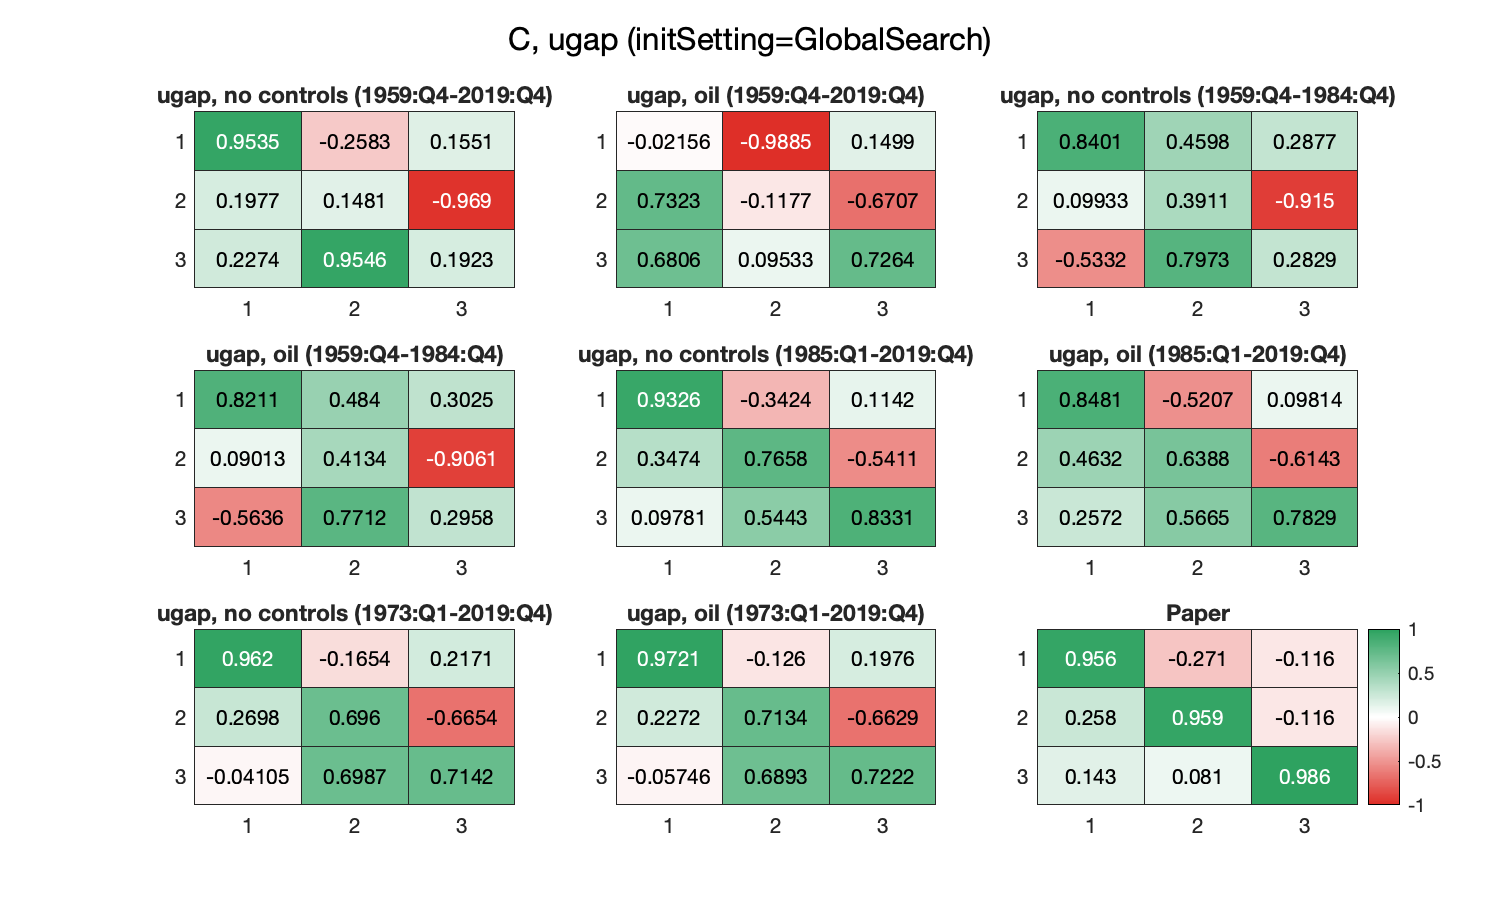 C, ugap (initSetting=GlobalSearch)
ugap, no controls (1959:Q4-2019:Q4)
1 0.9535 -0.2583 0.1551
2 0.1977 0.1481 -0.969
3 0.2274 0.9546 0.1923
1 2 3
ugap, oil (1959:Q4-2019:Q4)
1 -0.02156 -0.9885 0.1499
2 0.7323 -0.1177 -0.6707
3 0.6806 0.09533 0.7264
1 2 3
ugap, no controls (1959:Q4-1984:Q4)
1 0.8401 0.4598 0.2877
2 0.09933 0.3911 -0.915
3 -0.5332 0.7973 0.2829
1 2 3
ugap, oil (1959:Q4-1984:Q4)
1 0.8211 0.484 0.3025
2 0.09013 0.4134 -0.9061
3 -0.5636 0.7712 0.2958
1 2 3
ugap, no controls (1985:Q1-2019:Q4)
1 0.9326 -0.3424 0.1142
2 0.3474 0.7658 -0.5411
3 0.09781 0.5443 0.8331
1 2 3
ugap, oil (1985:Q1-2019:Q4)
1 0.8481 -0.5207 0.09814
2 0.4632 0.6388 -0.6143
3 0.2572 0.5665 0.7829
1 2 3
ugap, no controls (1973:Q1-2019:Q4)
1 0.962 -0.1654 0.2171
2 0.2698 0.696 -0.6654
3 -0.04105 0.6987 0.7142
1 2 3
ugap, oil (1973:Q1-2019:Q4)
1 0.9721 -0.126 0.1976
2 0.2272 0.7134 -0.6629
3 -0.05746 0.6893 0.7222
1 2 3
Paper
1 0.956 -0.271 -0.116
2 0.258 0.959 -0.116
3 0.143 0.081 0.986
1 2 3
1
0.5
0
-0.5
-1